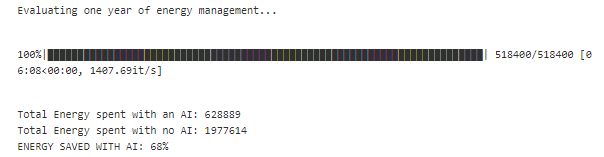 Evaluating one year of energy management...
100%|██████████| 518400/518400 [0
6:08<00:00, 1407.69it/s]
Total Energy spent with an AI: 628889
Total Energy spent with no AI: 1977614
ENERGY SAVED WITH AI: 68%